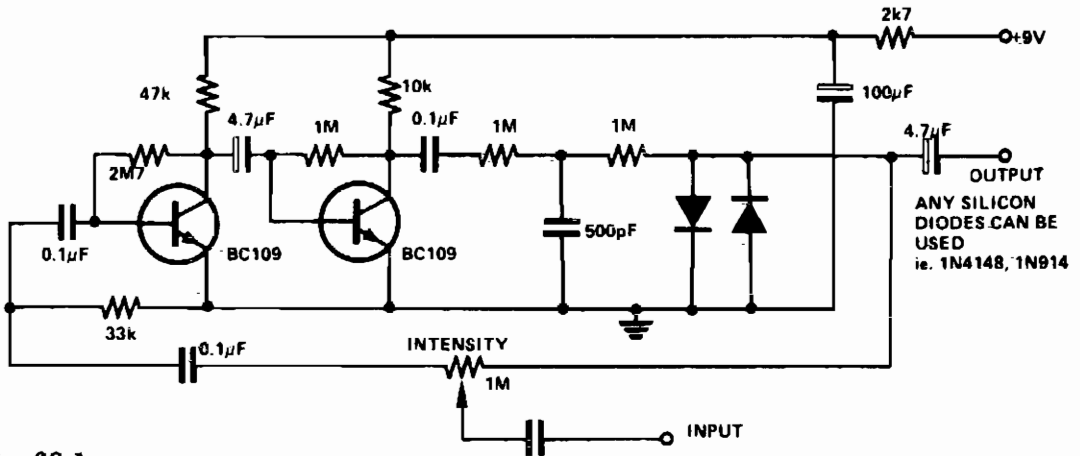 2k7
+9V
47k
10k
100µF
4.7µF
1M
0.1µF
1M
1M
4.7µF
2M7
OUTPUT
ANY SILICON
DIODES CAN BE
USED
ie. 1N4148, 1N914
500pF
0.1µF
BC109
BC109
33k
0.1µF
INTENSITY
1M
INPUT